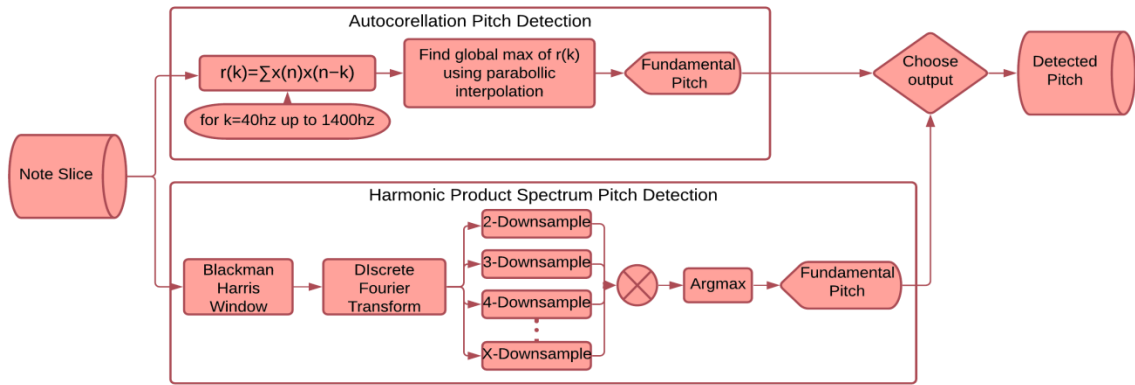 Autocorellation Pitch Detection
r(k)=∑x(n)x(n−k)
for k=40hz up to 1400hz
Find global max of r(k)
using parabollic
interpolation
Fundamental
Pitch
Choose
output
Detected
Pitch
Note Slice
Harmonic Product Spectrum Pitch Detection
Blackman
Harris
Window
DIscrete
Fourier
Transform
2-Downsample
3-Downsample
4-Downsample
X-Downsample
Argmax
Fundamental
Pitch